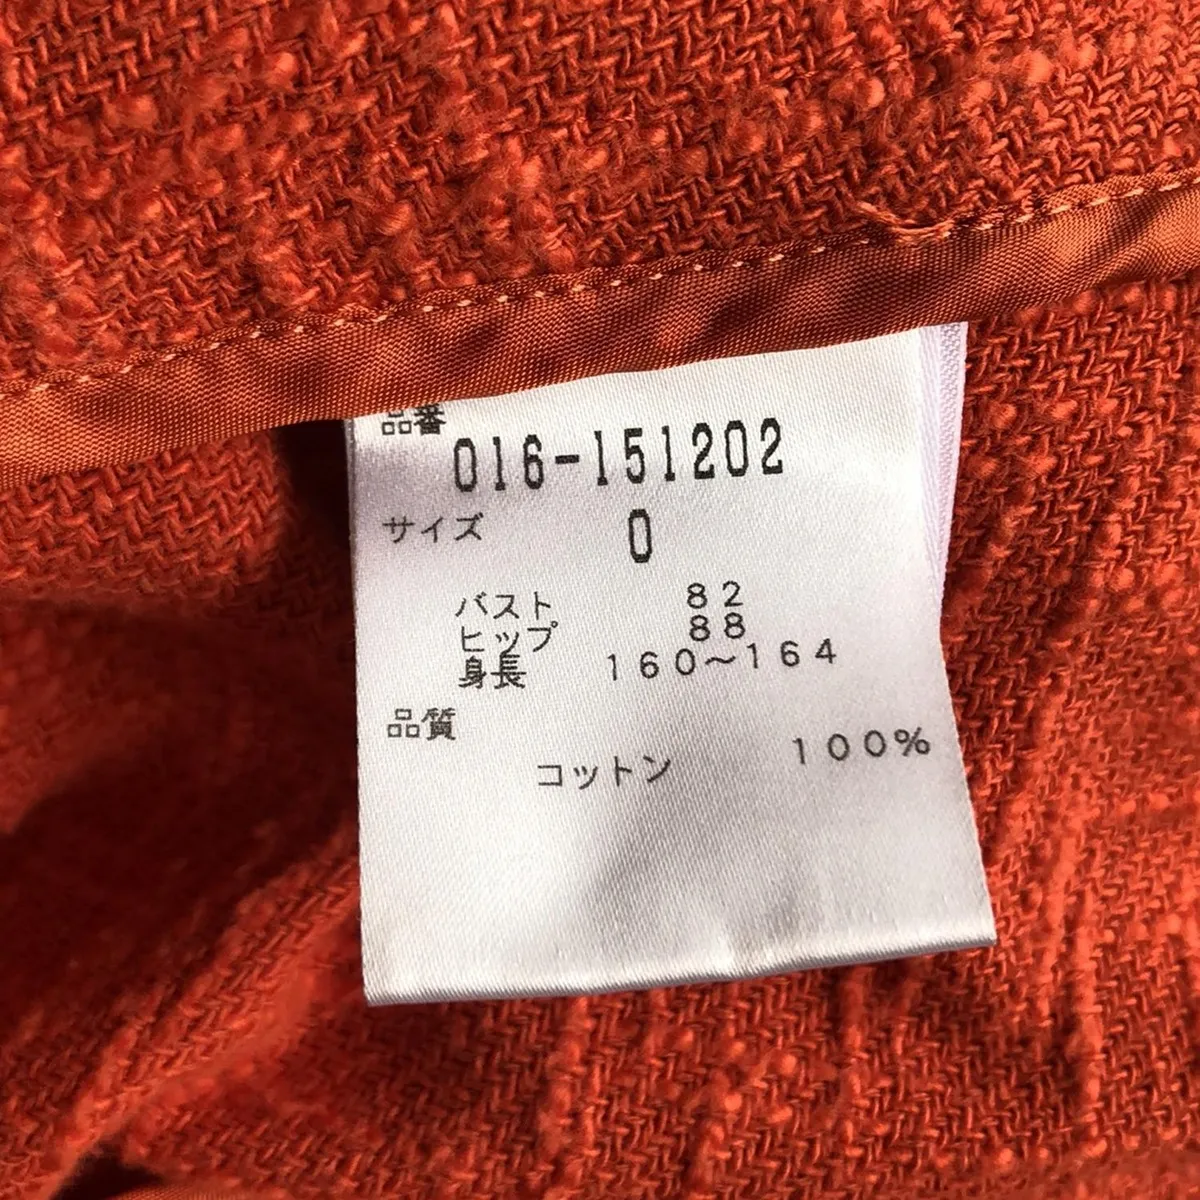 品番
016-151202
サイズ 0
バスト 82
ヒップ 88
身長 160~164
品質
コットン 100%